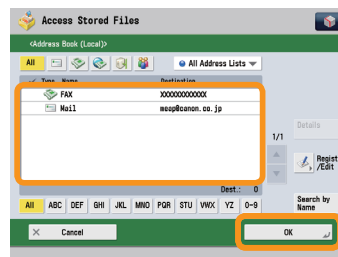 Access Stored Files
<Address Book (Local)>
All
All Address Lists
Type Name Destination
FAX XXXXXXXXXXXX
Mail meap@canon.co.jp
Details
1/1
Regist
/Edit
Dest.: 0
All ABC DEF GHI JKL MNO PQR STU VWX YZ 0-9
Search by
Name
Cancel
OK